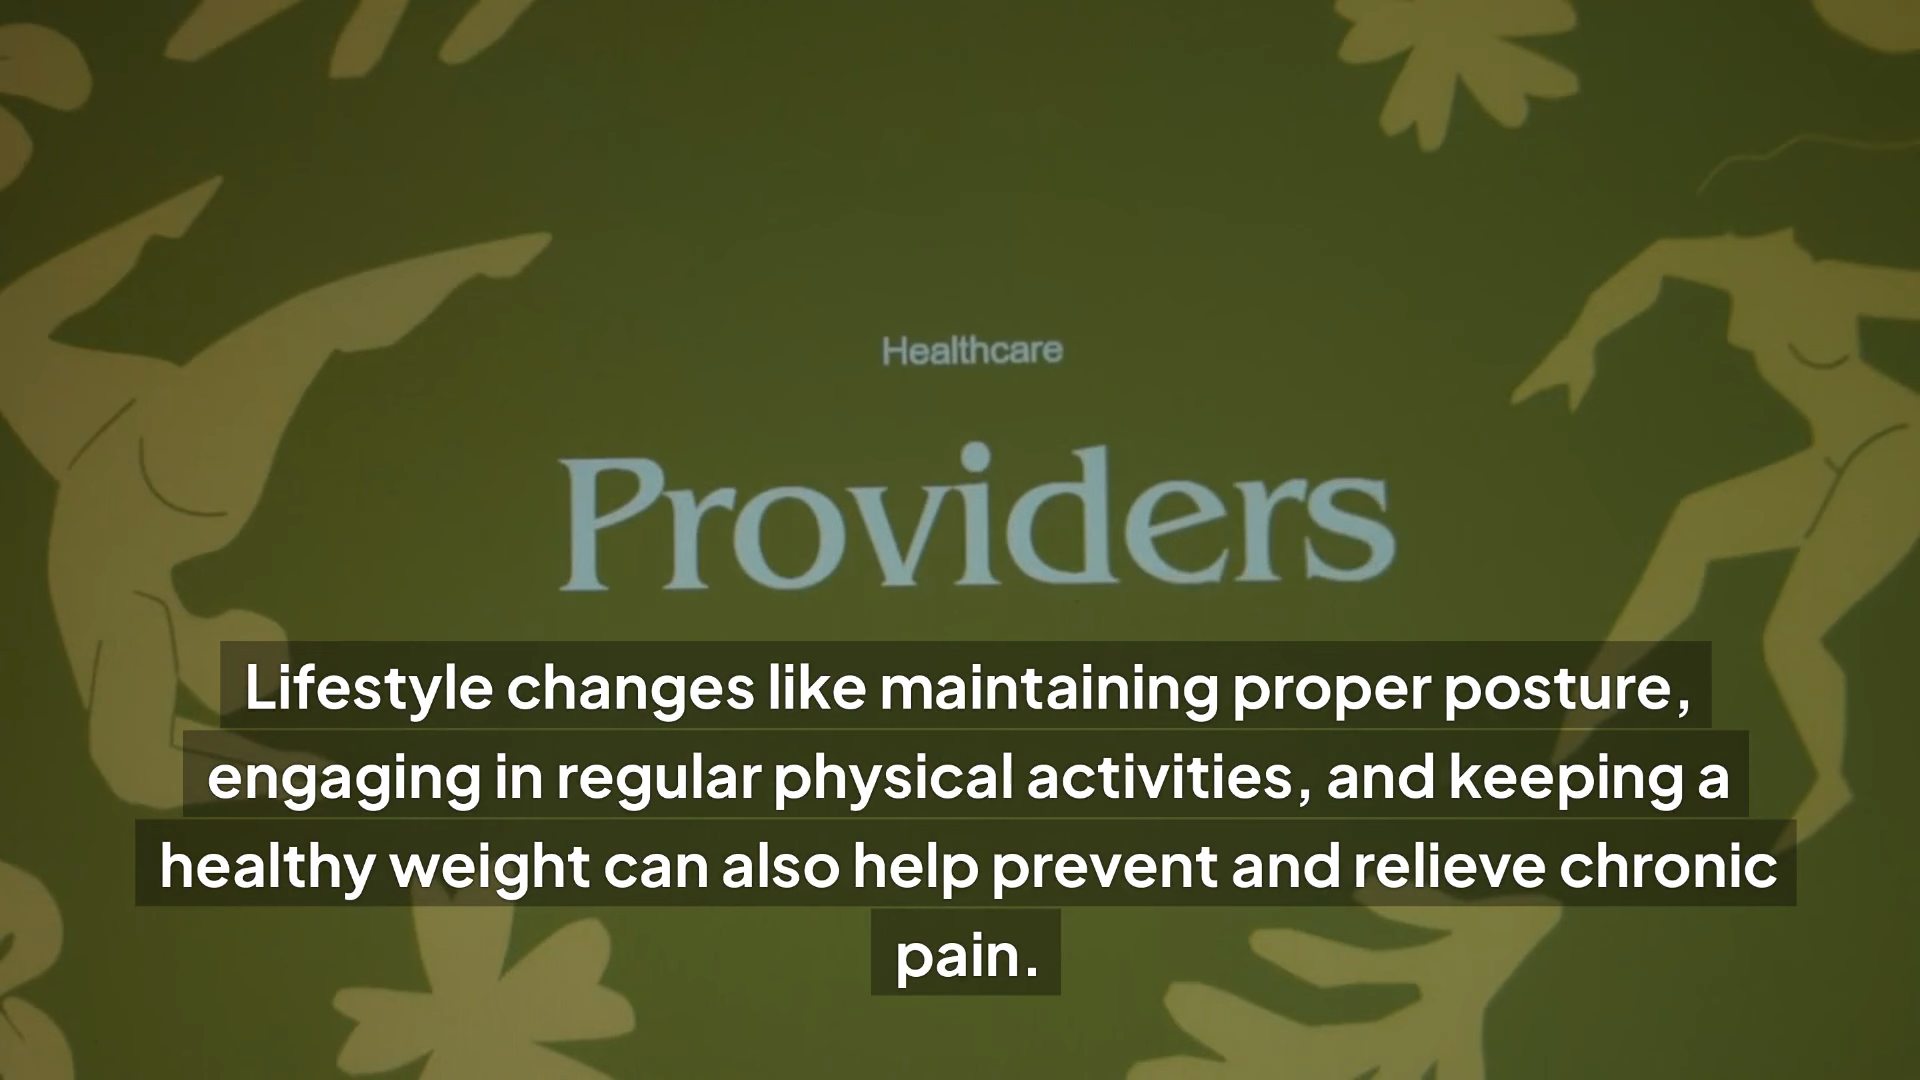 Healthcare
Providers
Lifestyle changes like maintaining proper posture,
engaging in regular physical activities, and keeping a
healthy weight can also help prevent and relieve chronic
pain.